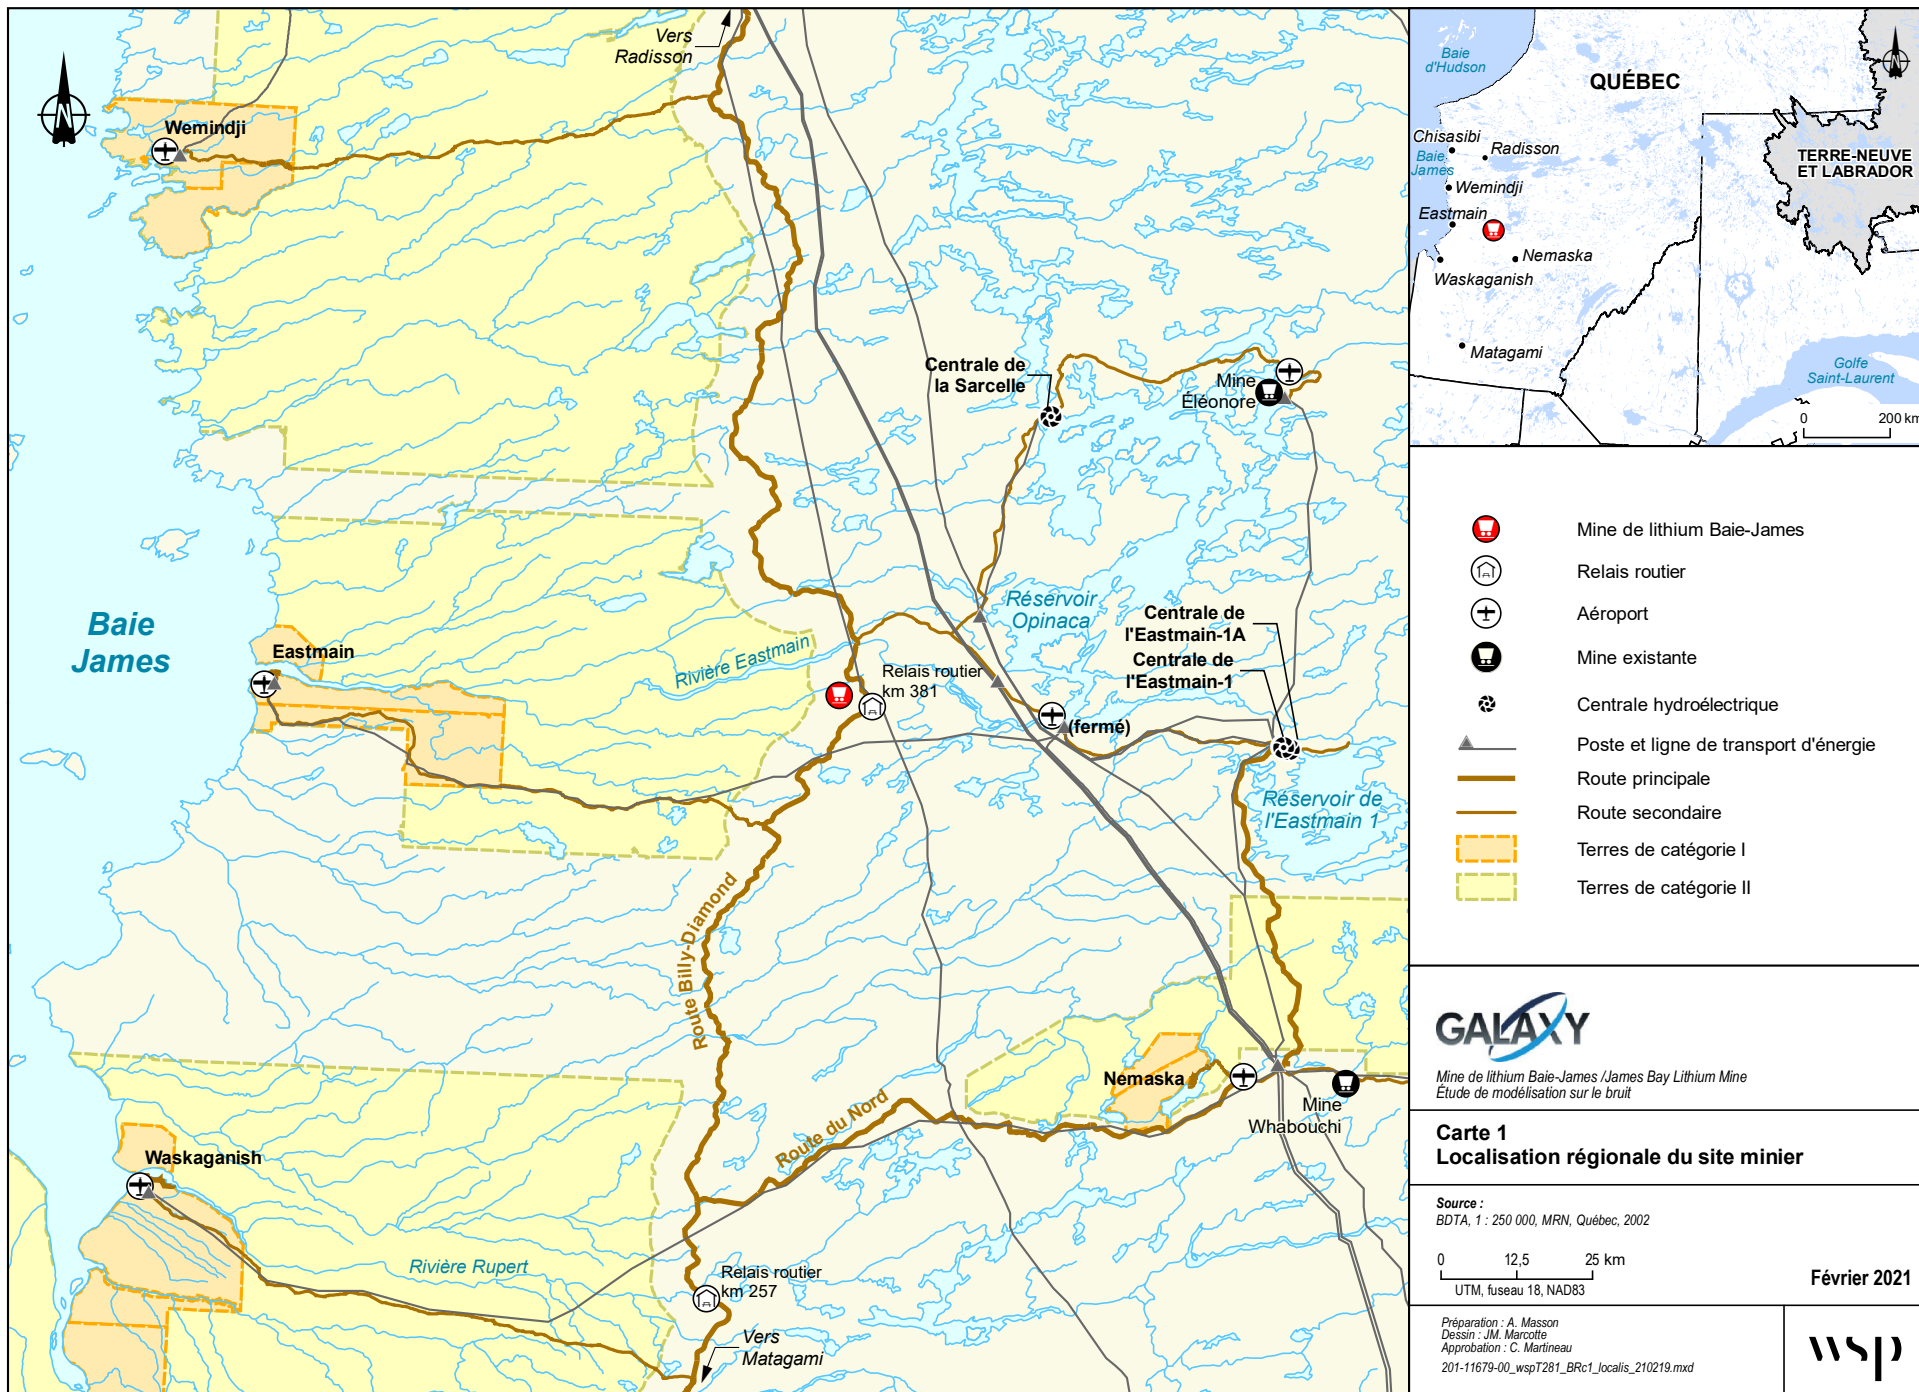 Vers
Radisson
Wemindji
Centrale de
la Sarcelle
Mine
Éléonore
Réservoir
Opinaca
Centrale de
l'Eastmain-1A
Centrale de
l'Eastmain-1
Baie
James
Eastmain
Rivière Eastmain
Relais routier
km 381
(fermé)
Réservoir de
l'Eastmain 1
Route Billy-Diamond
Nemaska
Mine
Whabouchi
Route du Nord
Waskaganish
Rivière Rupert
Relais routier
km 257
Vers
Matagami
N
Baie
d'Hudson
QUÉBEC
Chisasibi
Baie
James
Radisson
TERRE-NEUVE
ET LABRADOR
Wemindji
Eastmain
Nemaska
Waskaganish
Matagami
Golfe
Saint-Laurent
0 200 km
Mine de lithium Baie-James
Relais routier
Aéroport
Mine existante
Centrale hydroélectrique
Poste et ligne de transport d'énergie
Route principale
Route secondaire
Terres de catégorie I
Terres de catégorie II
GALAXY
Mine de lithium Baie-James /James Bay Lithium Mine
Étude de modélisation sur le bruit
Carte 1
Localisation régionale du site minier
Source :
BDTA, 1 : 250 000, MRN, Québec, 2002
0 12,5 25 km
UTM, fuseau 18, NAD83
Février 2021
Préparation : A. Masson
Dessin : JM. Marcotte
Approbation : C. Martineau
201-11679-00_wspT281_BRc1_localis_210219.mxd
wsp